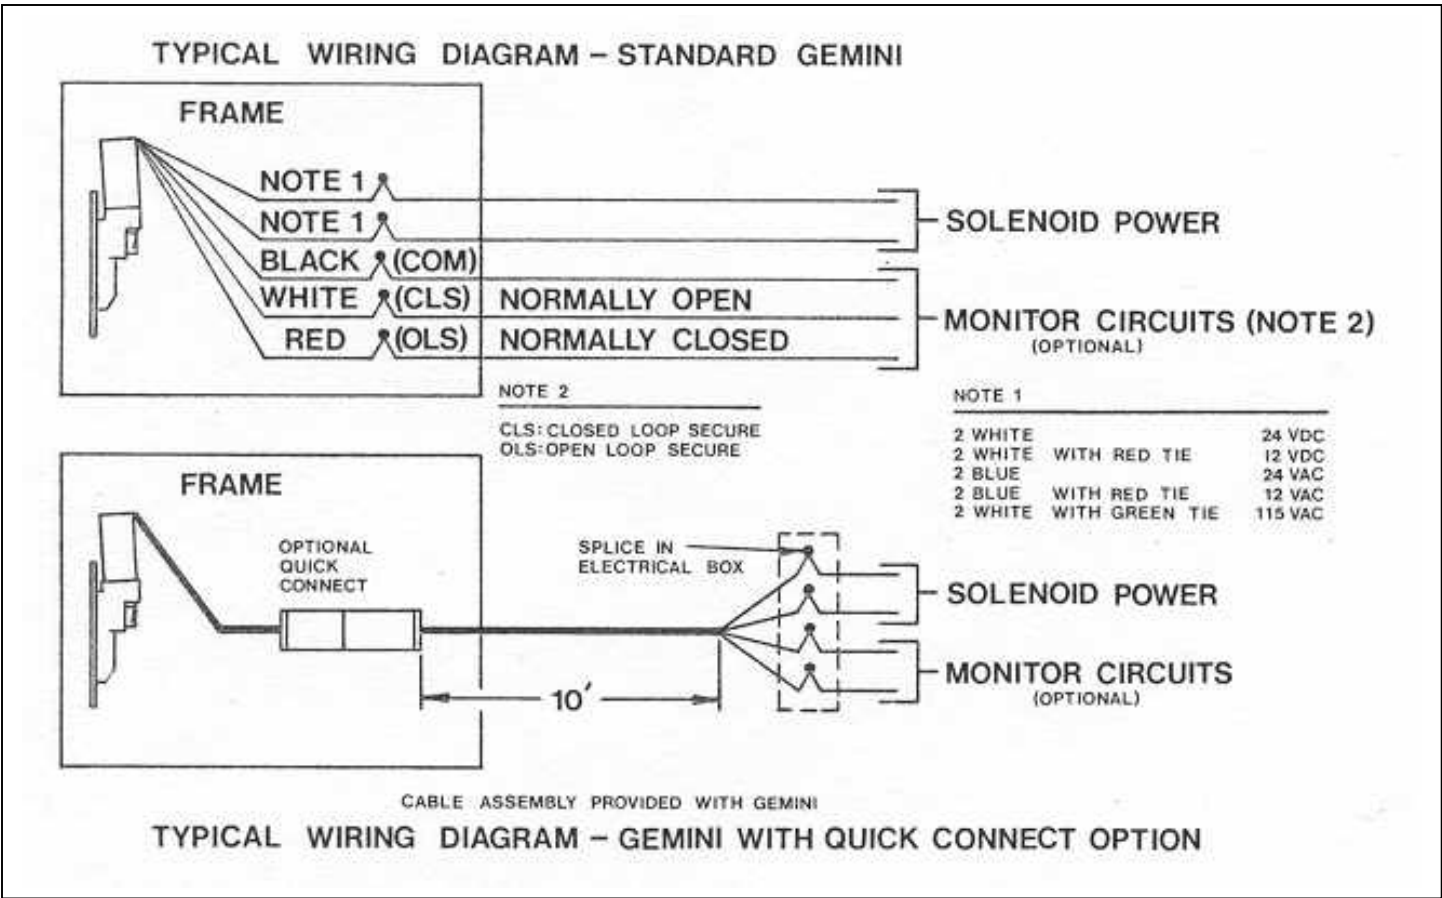 TYPICAL WIRING DIAGRAM – STANDARD GEMINI
FRAME
NOTE 1
NOTE 1
SOLENOID POWER
BLACK (COM)
WHITE (CLS) NORMALLY OPEN
RED (OLS) NORMALLY CLOSED
MONITOR CIRCUITS (NOTE 2)
(OPTIONAL)
NOTE 2
CLS: CLOSED LOOP SECURE
OLS: OPEN LOOP SECURE
NOTE 1
2 WHITE 24 VDC
2 WHITE WITH RED TIE 12 VDC
2 BLUE 24 VAC
2 BLUE WITH RED TIE 12 VAC
2 WHITE WITH GREEN TIE 115 VAC
FRAME
OPTIONAL
QUICK
CONNECT
SPLICE IN
ELECTRICAL BOX
SOLENOID POWER
MONITOR CIRCUITS
(OPTIONAL)
10'
CABLE ASSEMBLY PROVIDED WITH GEMINI
TYPICAL WIRING DIAGRAM – GEMINI WITH QUICK CONNECT OPTION